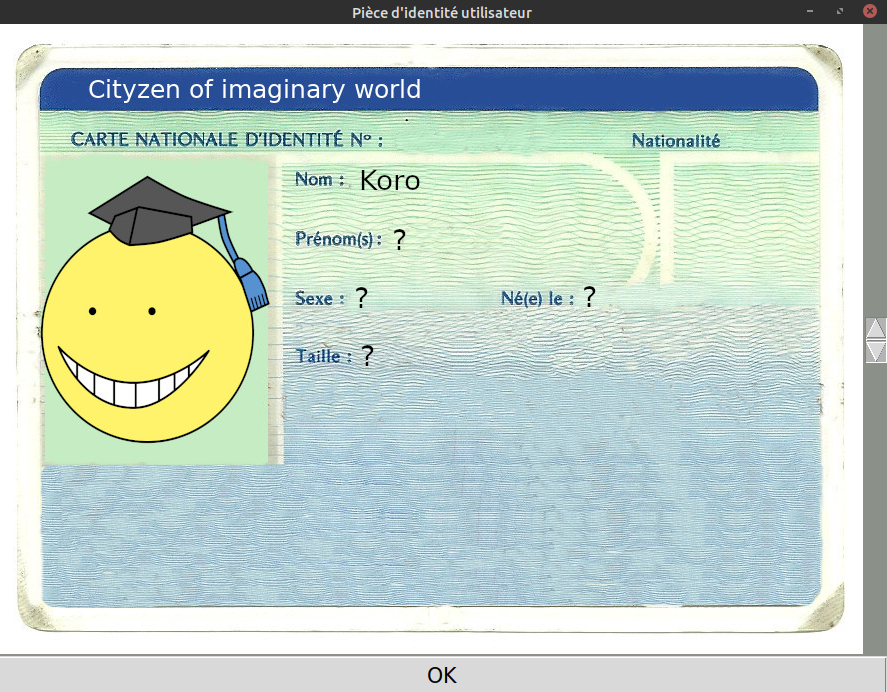 Pièce d'identité utilisateur
Cityzen of imaginary world
CARTE NATIONALE D'IDENTITÉ Nº :
Nationalité
Nom : Koro
Prénom(s) : ?
Sexe : ?
Né(e) le : ?
Taille : ?
OK